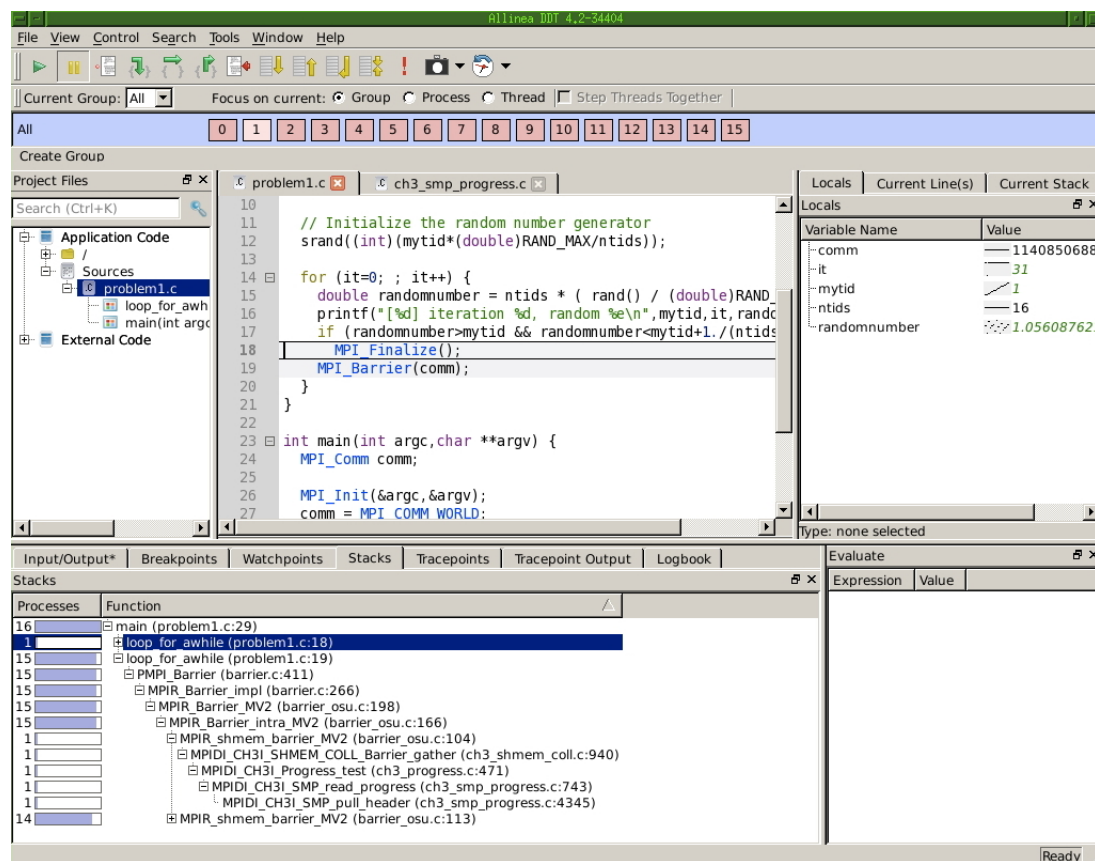 Allinea DDT 4.2-34404
File View Control Search Tools Window Help
Current Group: All Focus on current: Group Process Thread Step Threads Together
All 0 1 2 3 4 5 6 7 8 9 10 11 12 13 14 15
Create Group
Project Files
Search (Ctrl+K)
Application Code
/
Sources
problem1.c
loop_for_awh
main(int argc
External Code
problem1.c ch3_smp_progress.c
10
11 // Initialize the random number generator
12 srand((int)(mytid*(double)RAND_MAX/ntids));
13
14 for (it=0; ; it++) {
15 double randomnumber = ntids * ( rand() / (double)RAND_
16 printf("[%d] iteration %d, random %e\n",mytid,it,rando
17 if (randomnumber>mytid && randomnumber<mytid+1./(ntids
18 MPI_Finalize();
19 MPI_Barrier(comm);
20 }
21 }
22
23 int main(int argc,char **argv) {
24 MPI_Comm comm;
25
26 MPI_Init(&argc,&argv);
27 comm = MPI_COMM_WORLD;
Locals Current Line(s) Current Stack
Locals
Variable Name Value
comm 1140850688
it 31
mytid 1
ntids 16
randomnumber 1.05608762
Type: none selected
Input/Output* Breakpoints Watchpoints Stacks Tracepoints Tracepoint Output Logbook
Stacks
Processes Function
16 main (problem1.c:29)
1 loop_for_awhile (problem1.c:18)
15 loop_for_awhile (problem1.c:19)
15 PMPI_Barrier (barrier.c:411)
15 MPIR_Barrier_impl (barrier.c:266)
15 MPIR_Barrier_MV2 (barrier_osu.c:198)
15 MPIR_Barrier_intra_MV2 (barrier_osu.c:166)
1 MPIR_shmem_barrier_MV2 (barrier_osu.c:104)
1 MPIDI_CH3I_SHMEM_COLL_Barrier_gather (ch3_shmem_coll.c:940)
1 MPIDI_CH3I_Progress_test (ch3_progress.c:471)
1 MPIDI_CH3I_SMP_read_progress (ch3_smp_progress.c:743)
1 MPIDI_CH3I_SMP_pull_header (ch3_smp_progress.c:4345)
14 MPIR_shmem_barrier_MV2 (barrier_osu.c:113)
Evaluate
Expression Value
Ready